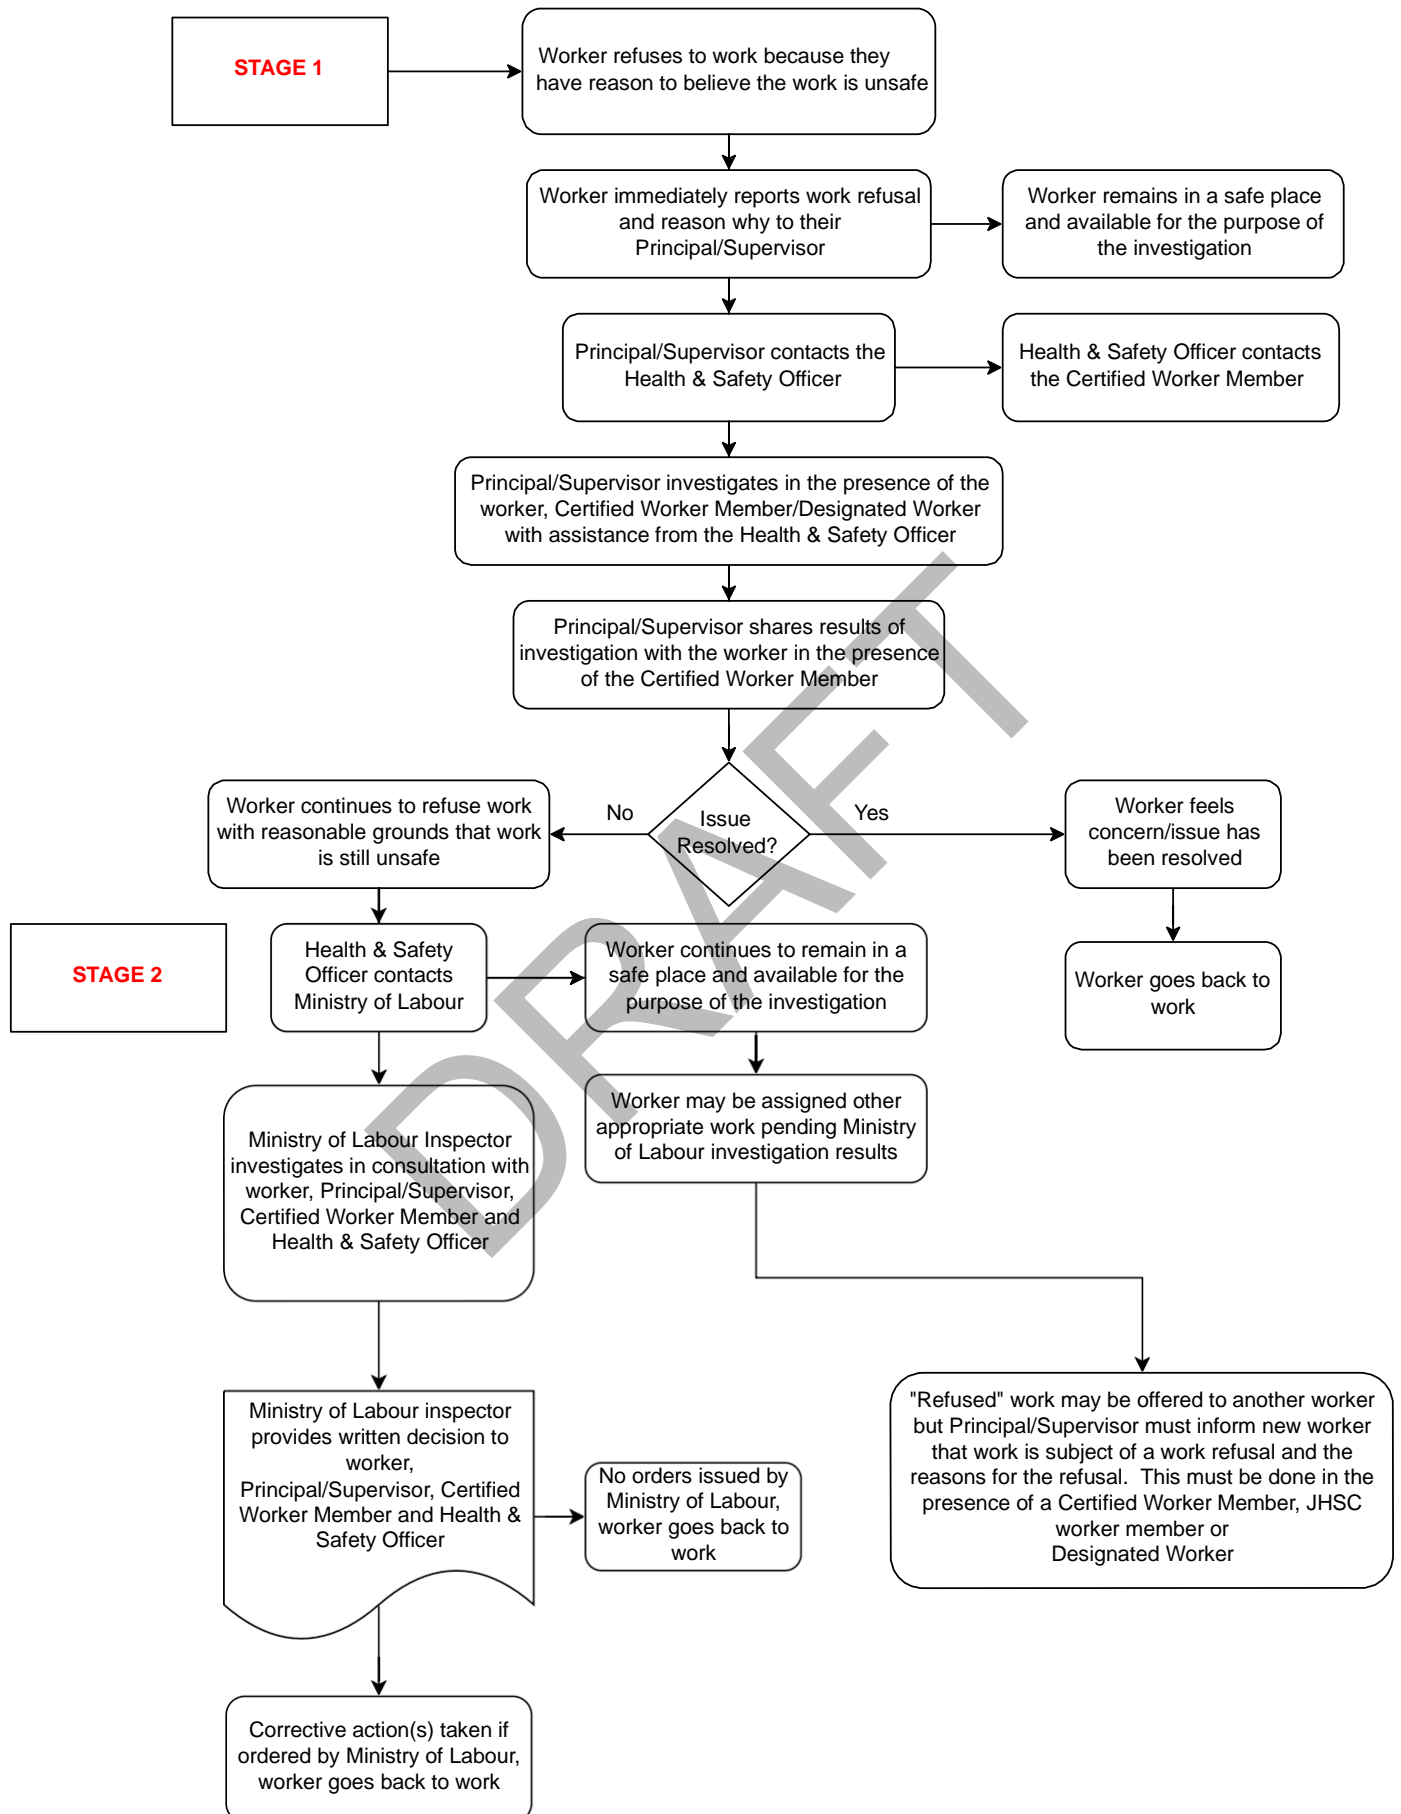 STAGE 1
Worker refuses to work because they
have reason to believe the work is unsafe
Worker immediately reports work refusal
and reason why to their
Principal/Supervisor
Worker remains in a safe place
and available for the purpose of
the investigation
Principal/Supervisor contacts the
Health & Safety Officer
Health & Safety Officer contacts
the Certified Worker Member
Principal/Supervisor investigates in the presence of the
worker, Certified Worker Member/Designated Worker
with assistance from the Health & Safety Officer
Principal/Supervisor shares results of
investigation with the worker in the presence
of the Certified Worker Member
Issue
Resolved?
No
Yes
Worker continues to refuse work
with reasonable grounds that work
is still unsafe
Worker feels
concern/issue has
been resolved
Worker goes back to
work
STAGE 2
Health & Safety
Officer contacts
Ministry of Labour
Worker continues to remain in a
safe place and available for the
purpose of the investigation
Worker may be assigned other
appropriate work pending Ministry
of Labour investigation results
Ministry of Labour Inspector
investigates in consultation with
worker, Principal/Supervisor,
Certified Worker Member and
Health & Safety Officer
"Refused" work may be offered to another worker
but Principal/Supervisor must inform new worker
that work is subject of a work refusal and the
reasons for the refusal.  This must be done in the
presence of a Certified Worker Member, JHSC
worker member or
Designated Worker
Ministry of Labour inspector
provides written decision to
worker,
Principal/Supervisor, Certified
Worker Member and Health &
Safety Officer
No orders issued by
Ministry of Labour,
worker goes back to
work
Corrective action(s) taken if
ordered by Ministry of Labour,
worker goes back to work
DRAFT